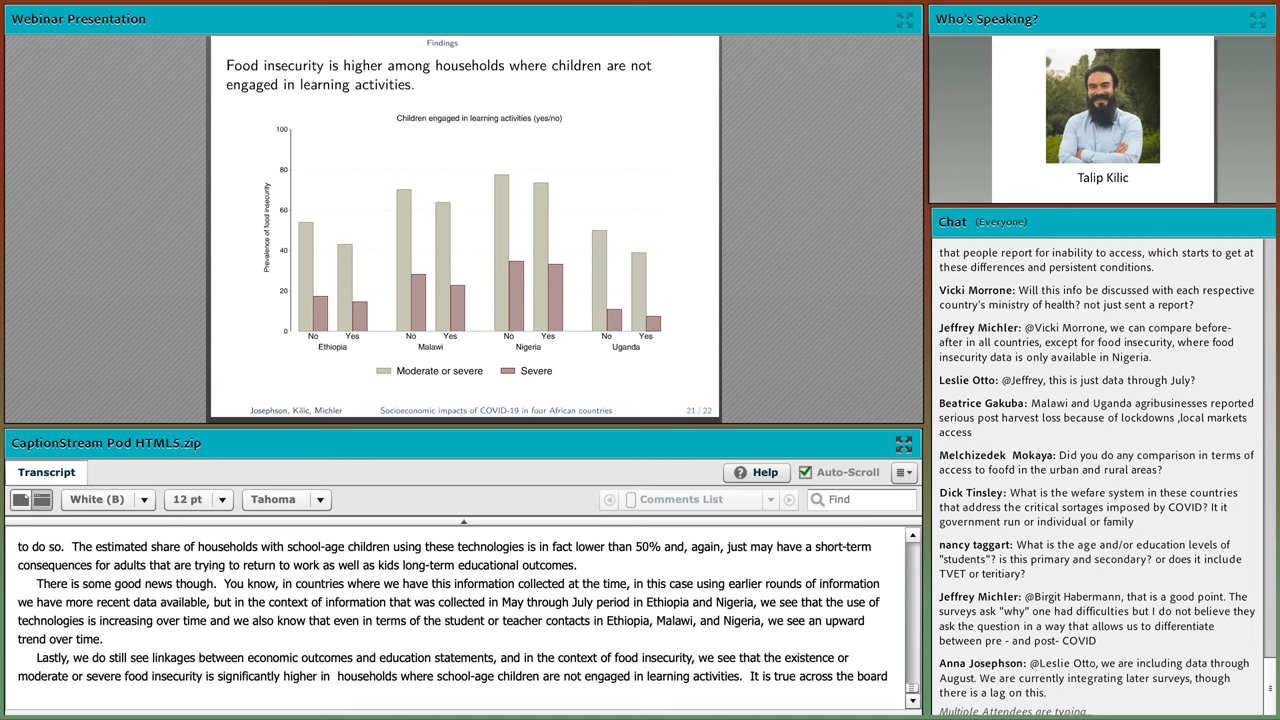 Webinar Presentation
Findings
Food insecurity is higher among households where children are not
engaged in learning activities.
Children engaged in learning activities (yes/no)
Prevalence of food insecurity
100
80
60
40
20
0
No Yes No Yes No Yes No Yes
Ethiopia Malawi Nigeria Uganda
Moderate or severe Severe
Josephson, Kilic, Michler Socioeconomic impacts of COVID-19 in four African countries 21 / 22
Who's Speaking?
Talip Kilic
Chat (Everyone)
that people report for inability to access, which starts to get at
these differences and persistent conditions.
Vicki Morrone: Will this info be discussed with each respective
country's ministry of health? not just sent a report?
Jeffrey Michler: @Vicki Morrone, we can compare before-
after in all countries, except for food insecurity, where food
insecurity data is only available in Nigeria.
Leslie Otto: @Jeffrey, this is just data through July?
Beatrice Gakuba: Malawi and Uganda agribusinesses reported
serious post harvest loss because of lockdowns ,local markets
access
Melchizedek Mokaya: Did you do any comparison in terms of
access to foofd in the urban and rural areas?
Dick Tinsley: What is the wefare system in these countries
that address the critical sortages imposed by COVID? It it
government run or individual or family
nancy taggart: What is the age and/or education levels of
"students"? is this primary and secondary? or does it include
TVET or teritiary?
Jeffrey Michler: @Birgit Habermann, that is a good point. The
surveys ask "why" one had difficulties but I do not believe they
ask the question in a way that allows us to differentiate
between pre - and post- COVID
Anna Josephson: @Leslie Otto, we are including data through
August. We are currently integrating later surveys, though
there is a lag on this.
Multiple Attendees are typing...
CaptionStream Pod HTML5.zip
Transcript
Help Auto-Scroll
White (B) 12 pt Tahoma Comments List Find
to do so. The estimated share of households with school-age children using these technologies is in fact lower than 50% and, again, just may have a short-term
consequences for adults that are trying to return to work as well as kids long-term educational outcomes.
There is some good news though. You know, in countries where we have this information collected at the time, in this case using earlier rounds of information
we have more recent data available, but in the context of information that was collected in May through July period in Ethiopia and Nigeria, we see that the use of
technologies is increasing over time and we also know that even in terms of the student or teacher contacts in Ethiopia, Malawi, and Nigeria, we see an upward
trend over time.
Lastly, we do still see linkages between economic outcomes and education statements, and in the context of food insecurity, we see that the existence or
moderate or severe food insecurity is significantly higher in households where school-age children are not engaged in learning activities. It is true across the board